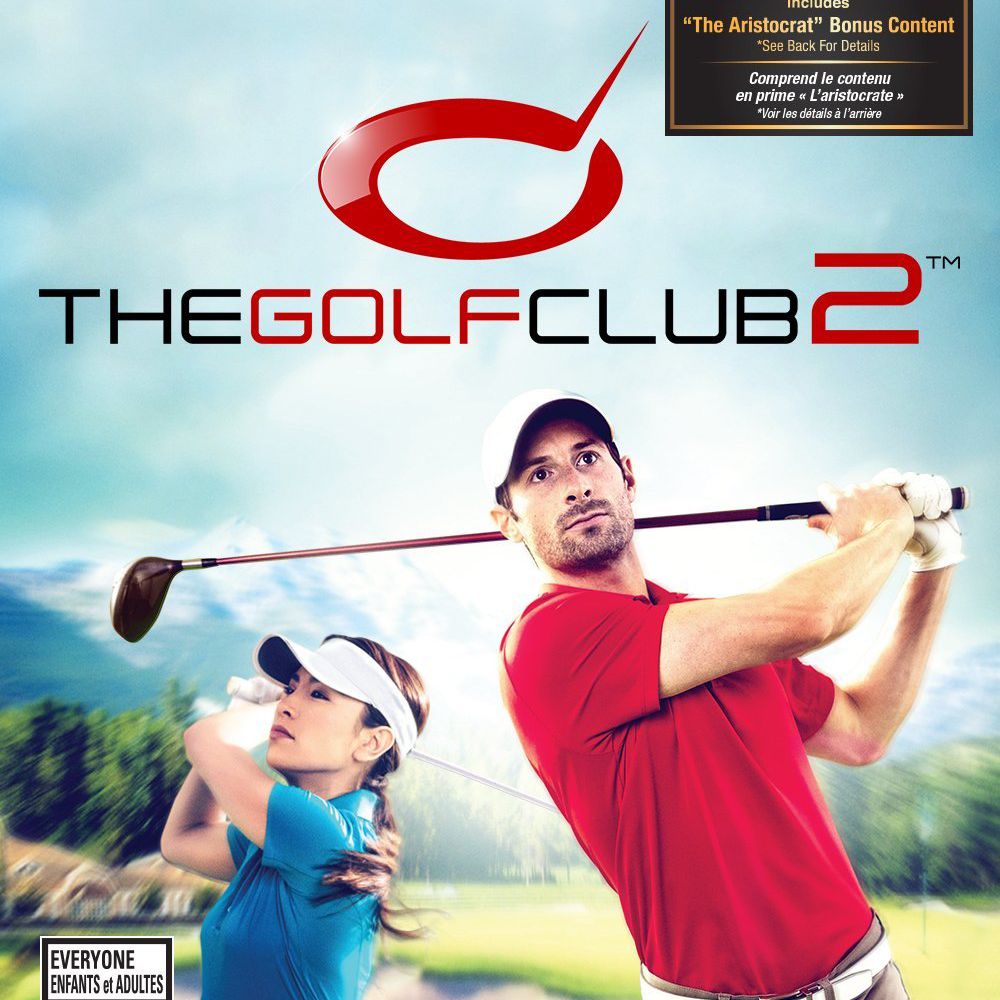 Includes
“The Aristocrat” Bonus Content
*See Back For Details
Comprend le contenu
en prime « L’aristocrate »
*Voir les détails à l’arrière
THEGOLFCLUB2™
EVERYONE
ENFANTS et ADULTES